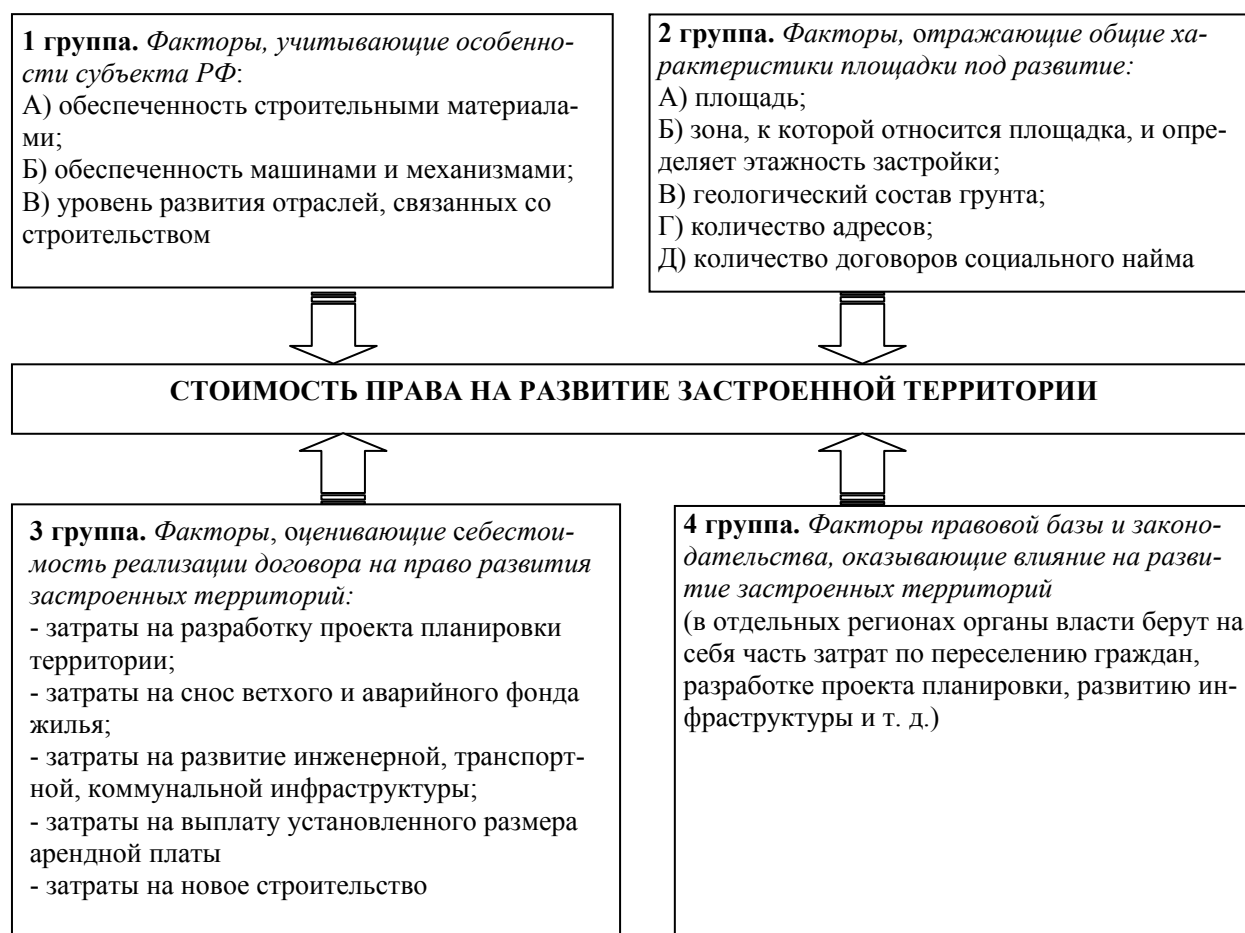 1 группа. Факторы, учитывающие особенно-
сти субъекта РФ:
А) обеспеченность строительными материала-
ми;
Б) обеспеченность машинами и механизмами;
В) уровень развития отраслей, связанных со
строительством
2 группа. Факторы, отражающие общие ха-
рактеристики площадки под развитие:
А) площадь;
Б) зона, к которой относится площадка, и опре-
деляет этажность застройки;
В) геологический состав грунта;
Г) количество адресов;
Д) количество договоров социального найма
СТОИМОСТЬ ПРАВА НА РАЗВИТИЕ ЗАСТРОЕННОЙ ТЕРРИТОРИИ
3 группа. Факторы, оценивающие себестои-
мость реализации договора на право развития
застроенных территорий:
- затраты на разработку проекта планировки
территории;
- затраты на снос ветхого и аварийного фонда
жилья;
- затраты на развитие инженерной, транспорт-
ной, коммунальной инфраструктуры;
- затраты на выплату установленного размера
арендной платы
- затраты на новое строительство
4 группа. Факторы правовой базы и законо-
дательства, оказывающие влияние на разви-
тие застроенных территорий
(в отдельных регионах органы власти берут на
себя часть затрат по переселению граждан,
разработке проекта планировки, развитию ин-
фраструктуры и т. д.)